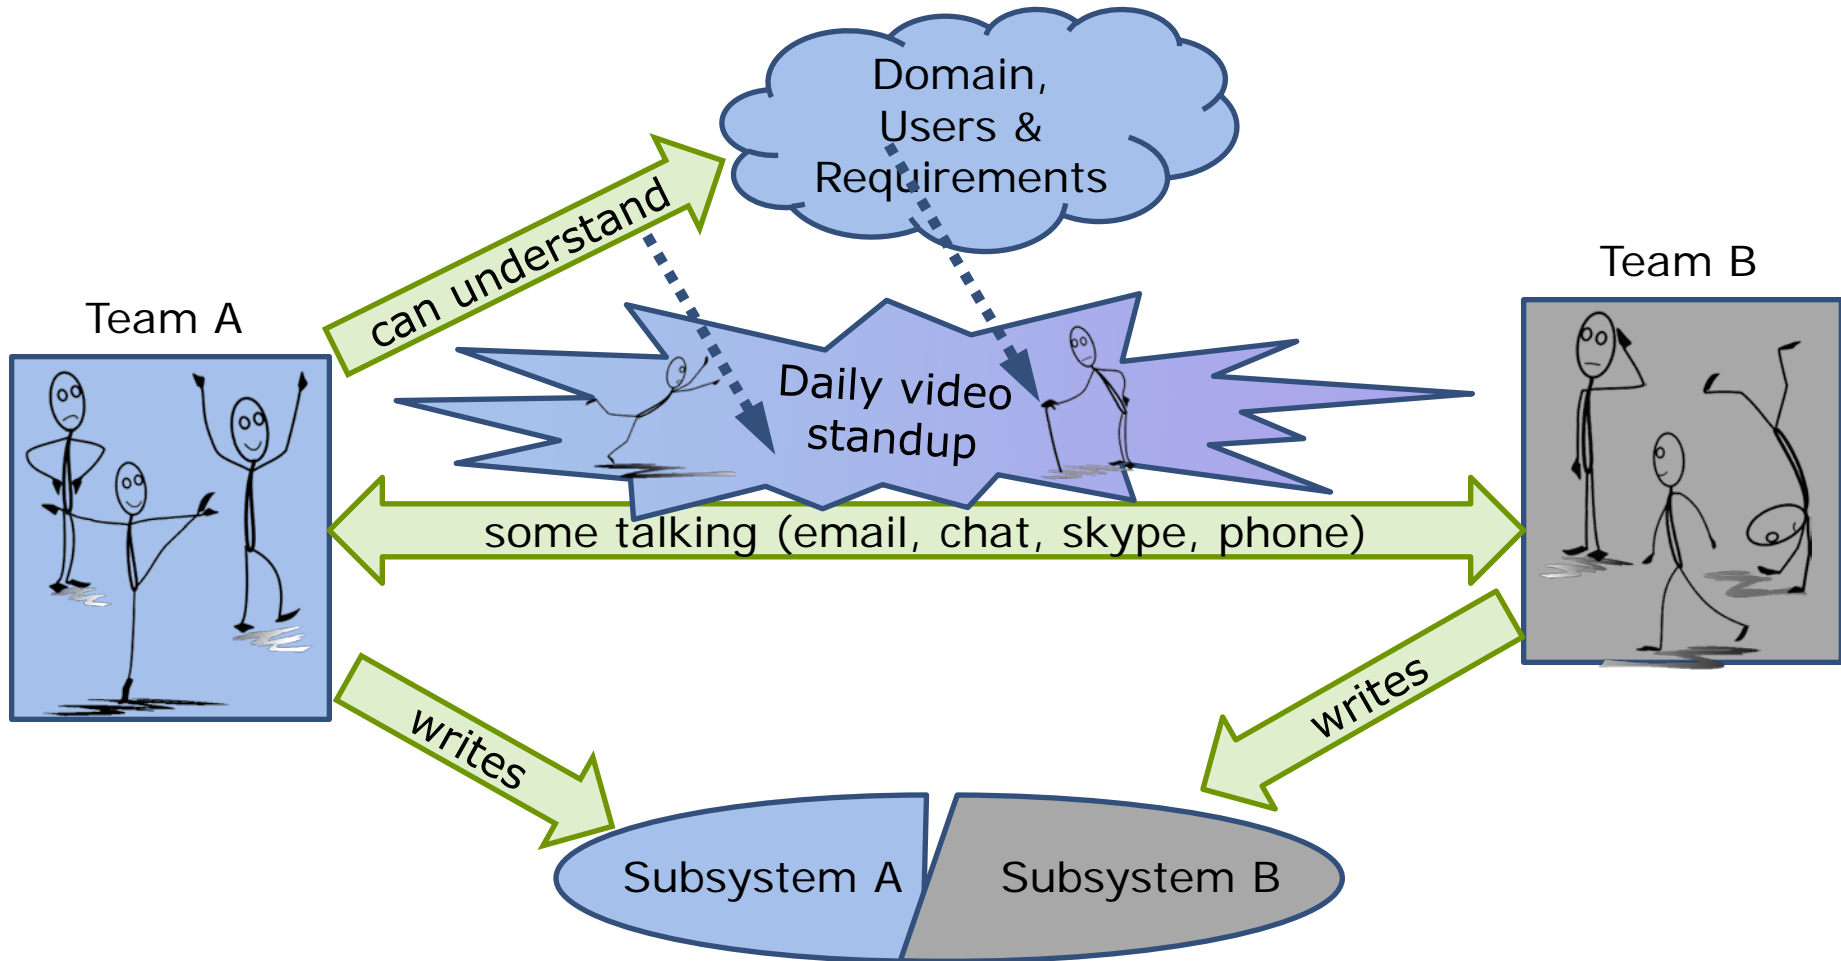 Domain,
Users &
Requirements
can understand
Team A
Team B
Daily video
standup
some talking (email, chat, skype, phone)
writes
writes
Subsystem A
Subsystem B